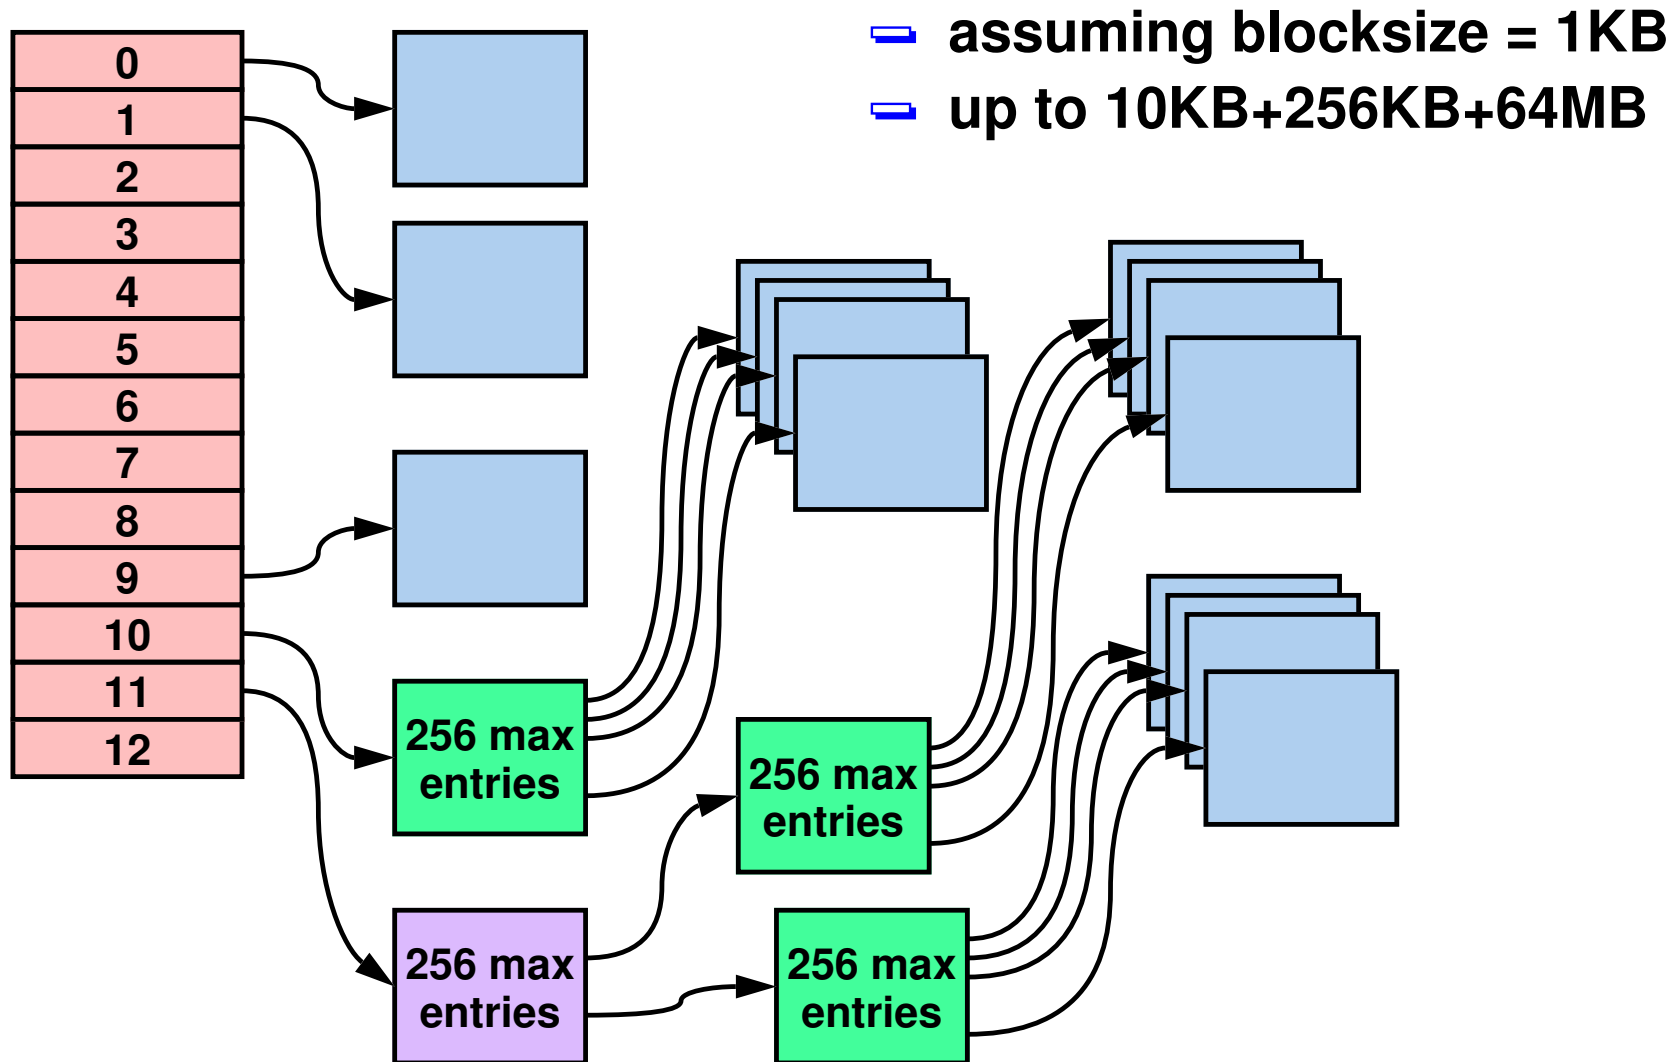 assuming blocksize = 1KB
up to 10KB+256KB+64MB
0
1
2
3
4
5
6
7
8
9
10
11
12
256 max
entries
256 max
entries
256 max
entries
256 max
entries